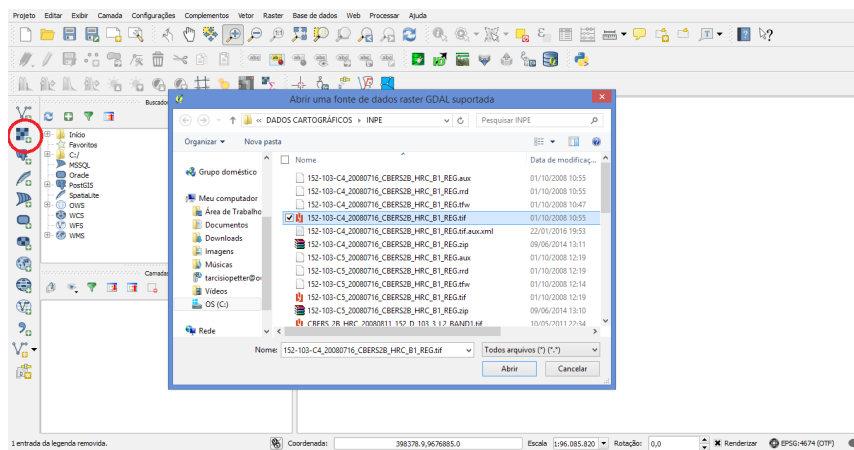 Projeto Editar Exibir Camada Configurações Complementos Vetor Raster Base de dados Web Processar Ajuda
Buscador
Início
Favoritos
C:/
MSSQL
Oracle
PostGIS
SpatiaLite
OWS
WCS
WFS
WMS
Camadas
Abrir uma fonte de dados raster GDAL suportada
« DADOS CARTOGRÁFICOS INPE Pesquisar INPE
Organizar Nova pasta
Nome Data de modificaç...
Grupo doméstico
Meu computador
Área de Trabalho
Documentos
Downloads
Imagens
Músicas
Vídeos
OS (C:)
Rede
152-103-C4_20080716_CBERS2B_HRC_B1_REG.aux 01/10/2008 10:55
152-103-C4_20080716_CBERS2B_HRC_B1_REG.rrd 01/10/2008 10:55
152-103-C4_20080716_CBERS2B_HRC_B1_REG.tfw 01/10/2008 10:47
152-103-C4_20080716_CBERS2B_HRC_B1_REG.tif 01/10/2008 10:55
152-103-C4_20080716_CBERS2B_HRC_B1_REG.tif.aux.xml 22/01/2016 19:53
152-103-C4_20080716_CBERS2B_HRC_B1_REG.zip 09/06/2014 13:11
152-103-C5_20080716_CBERS2B_HRC_B1_REG.aux 01/10/2008 12:19
152-103-C5_20080716_CBERS2B_HRC_B1_REG.rrd 01/10/2008 12:19
152-103-C5_20080716_CBERS2B_HRC_B1_REG.tfw 01/10/2008 12:14
152-103-C5_20080716_CBERS2B_HRC_B1_REG.tif 01/10/2008 12:19
152-103-C5_20080716_CBERS2B_HRC_B1_REG.zip 09/06/2014 13:10
CBERS_2B_HRC_20080811_152_D_103_3_L2_BAND1.tif 10/05/2011 22:34
Nome: 152-103-C4_20080716_CBERS2B_HRC_B1_REG.tif Todos arquivos (*) (*.*)
Abrir Cancelar
1 entrada da legenda removida. Coordenada: 398378.9,9676885.0 Escala 1:96.085.820 Rotação: 0,0 Renderizar EPSG:4674 (OTF)